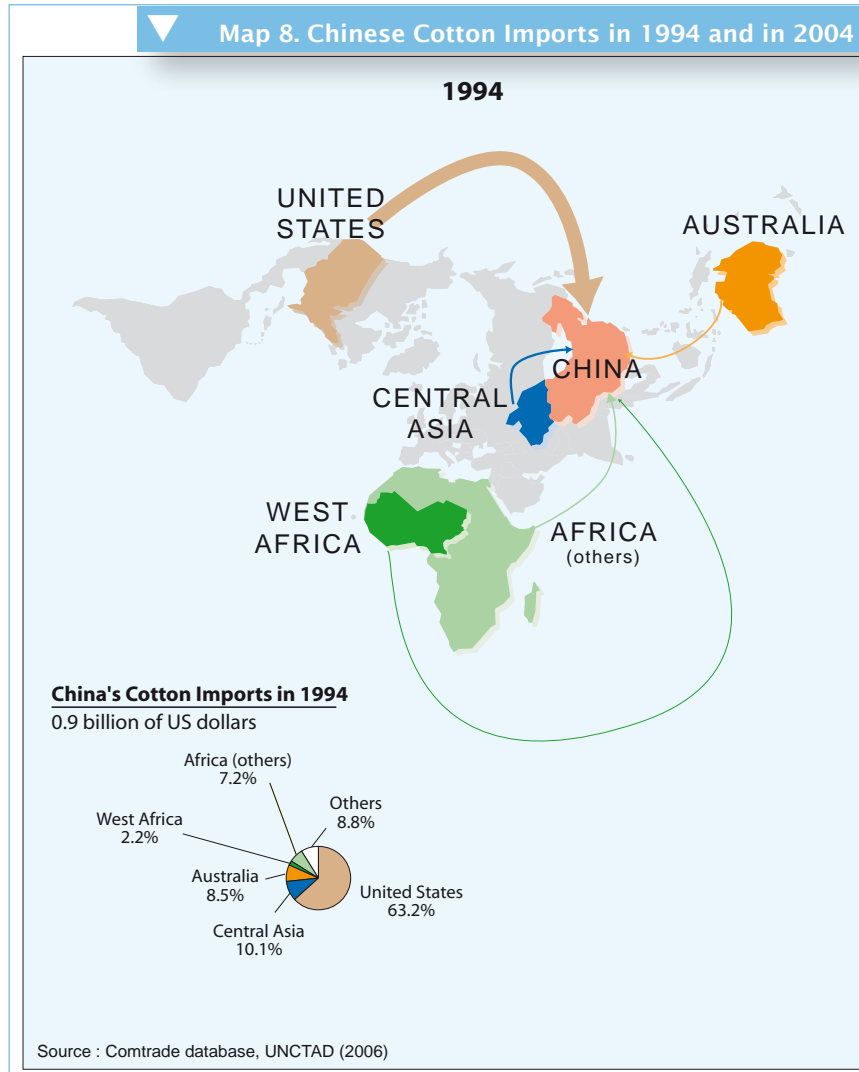 Map 8. Chinese Cotton Imports in 1994 and in 2004
1994
UNITED
STATES
AUSTRALIA
CHINA
CENTRAL
ASIA
WEST
AFRICA
AFRICA
(others)
China's Cotton Imports in 1994
0.9 billion of US dollars
Africa (others)
7.2%
Others
8.8%
West Africa
2.2%
Australia
8.5%
United States
63.2%
Central Asia
10.1%
Source : Comtrade database, UNCTAD (2006)